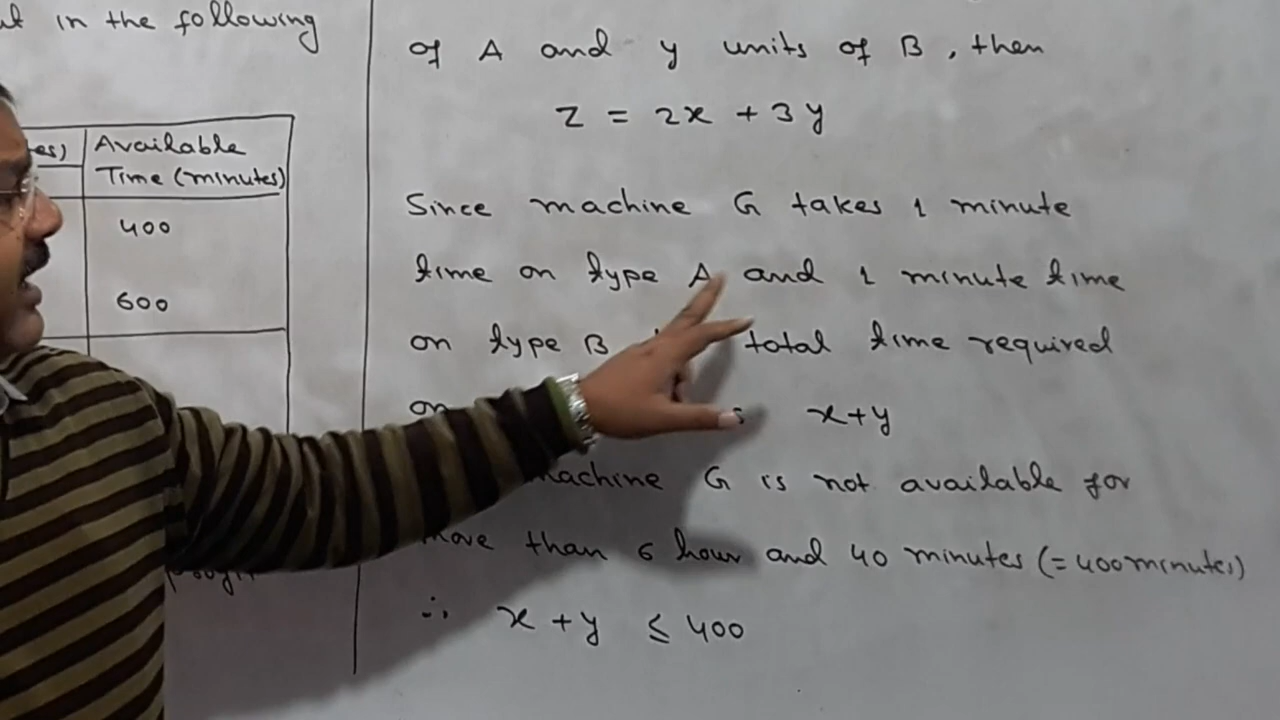 in the following
es)
Available
Time (minutes)
400
600
of A and y units of B, then
Z = 2x + 3y
Since machine G takes 1 minute
time on type A and 1 minute time
on type B total time required
on x+y
machine G is not available for
more than 6 hour and 40 minutes (= 400 minutes)
∴ x + y ≤ 400